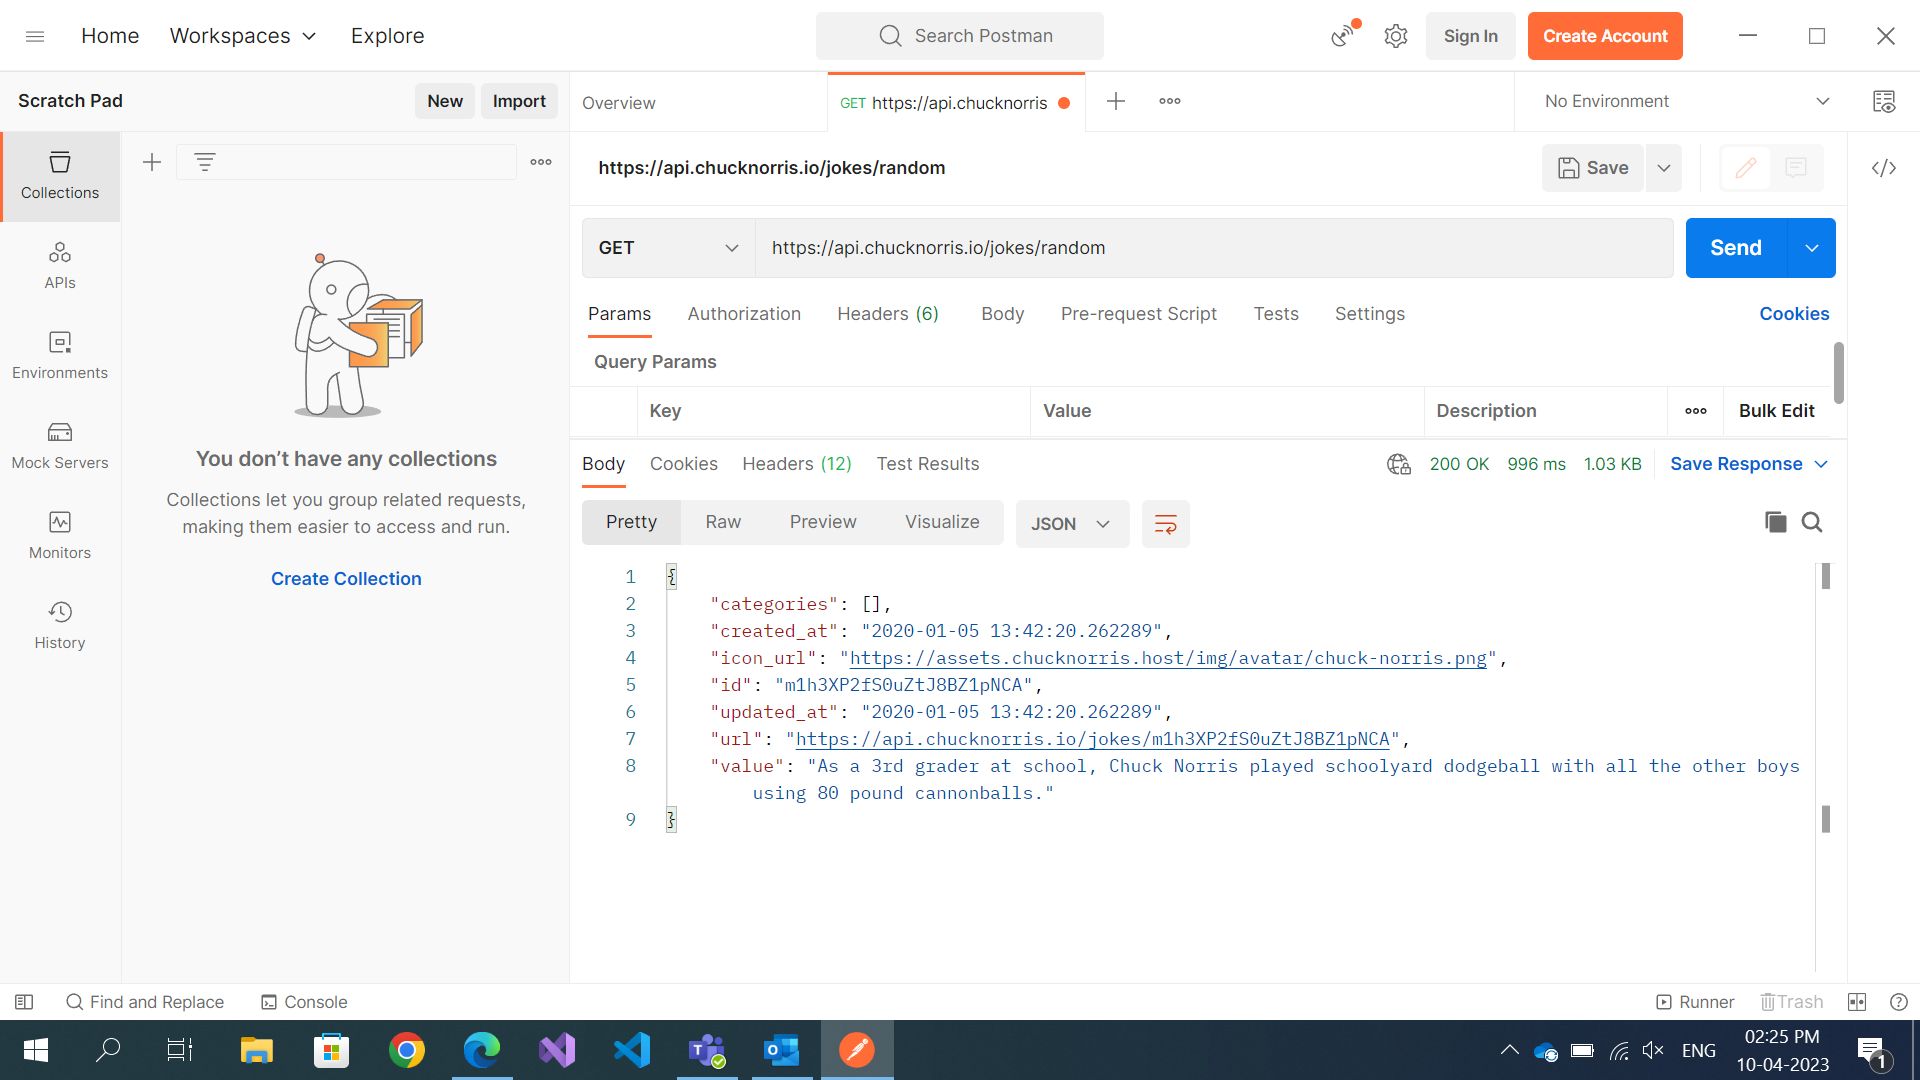 Home
Workspaces
Explore
Search Postman
Sign In
Create Account
Scratch Pad
New
Import
Overview
GET https://api.chucknorris
No Environment
Collections
APIs
Environments
Mock Servers
Monitors
History
You don’t have any collections
Collections let you group related requests,
making them easier to access and run.
Create Collection
https://api.chucknorris.io/jokes/random
Save
GET
https://api.chucknorris.io/jokes/random
Send
Params
Authorization
Headers (6)
Body
Pre-request Script
Tests
Settings
Cookies
Query Params
Key
Value
Description
Bulk Edit
Body
Cookies
Headers (12)
Test Results
200 OK
996 ms
1.03 KB
Save Response
Pretty
Raw
Preview
Visualize
JSON
1 {
2 "categories": [],
3 "created_at": "2020-01-05 13:42:20.262289",
4 "icon_url": "https://assets.chucknorris.host/img/avatar/chuck-norris.png",
5 "id": "m1h3XP2fS0uZtJ8BZ1pNCA",
6 "updated_at": "2020-01-05 13:42:20.262289",
7 "url": "https://api.chucknorris.io/jokes/m1h3XP2fS0uZtJ8BZ1pNCA",
8 "value": "As a 3rd grader at school, Chuck Norris played schoolyard dodgeball with all the other boys
using 80 pound cannonballs."
9 }
Find and Replace
Console
Runner
Trash
ENG
02:25 PM
10-04-2023
1